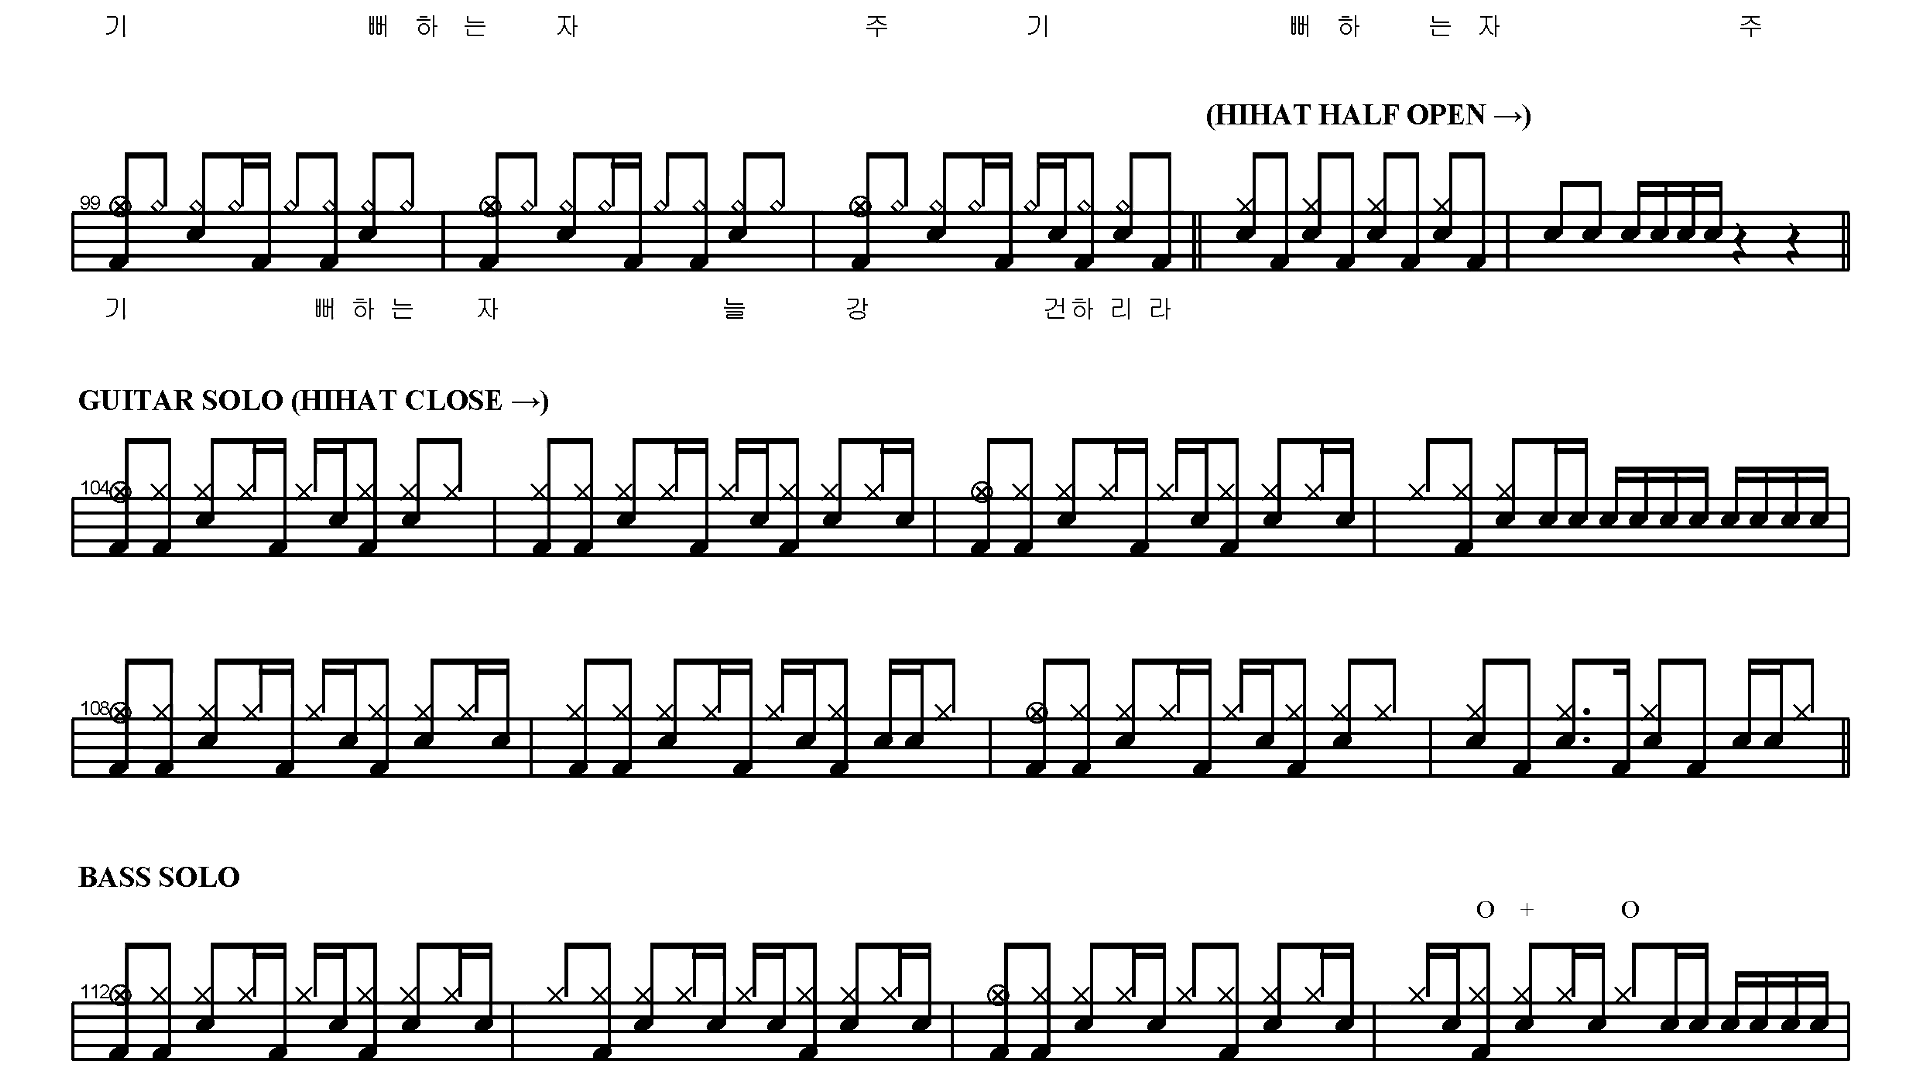 기 뻐 하 는 자 주 기 뻐 하 는 자 주
(HIHAT HALF OPEN →)
99
기 뻐 하 는 자 늘 강 건 하 리 라
GUITAR SOLO (HIHAT CLOSE →)
104
108
BASS SOLO
O + O
112